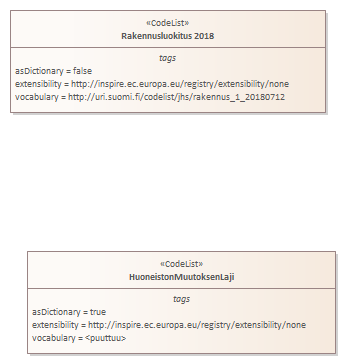 «CodeList»
Rakennusluokitus 2018
tags
asDictionary = false
extensibility = http://inspire.ec.europa.eu/registry/extensibility/none
vocabulary = http://uri.suomi.fi/codelist/jhs/rakennus_1_20180712
«CodeList»
HuoneistonMuutoksenLaji
tags
asDictionary = true
extensibility = http://inspire.ec.europa.eu/registry/extensibility/none
vocabulary = <puuttuu>